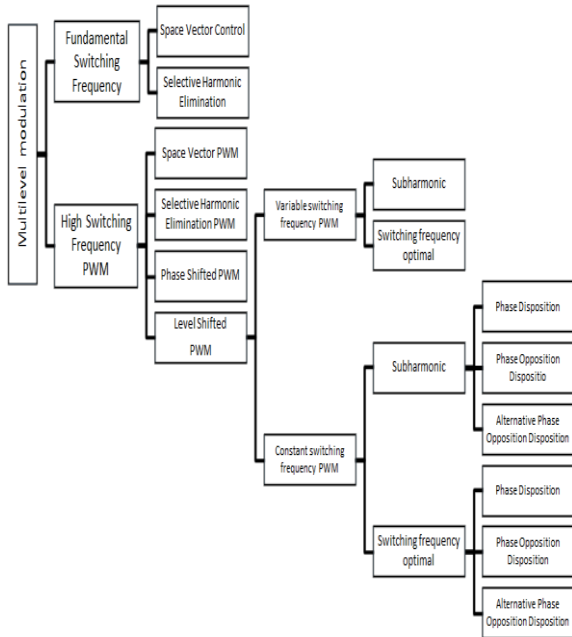 Multilevel modulation
Fundamental
Switching
Frequency
Space Vector Control
Selective Harmonic
Elimination
High Switching
Frequency
PWM
Space Vector PWM
Selective Harmonic
Elimination PWM
Phase Shifted PWM
Level Shifted
PWM
Variable switching
frequency PWM
Subharmonic
Switching frequency
optimal
Constant switching
frequency PWM
Subharmonic
Phase Disposition
Phase Opposition
Dispositio
Alternative Phase
Opposition Disposition
Switching frequency
optimal
Phase Disposition
Phase Opposition
Disposition
Alternative Phase
Opposition Disposition